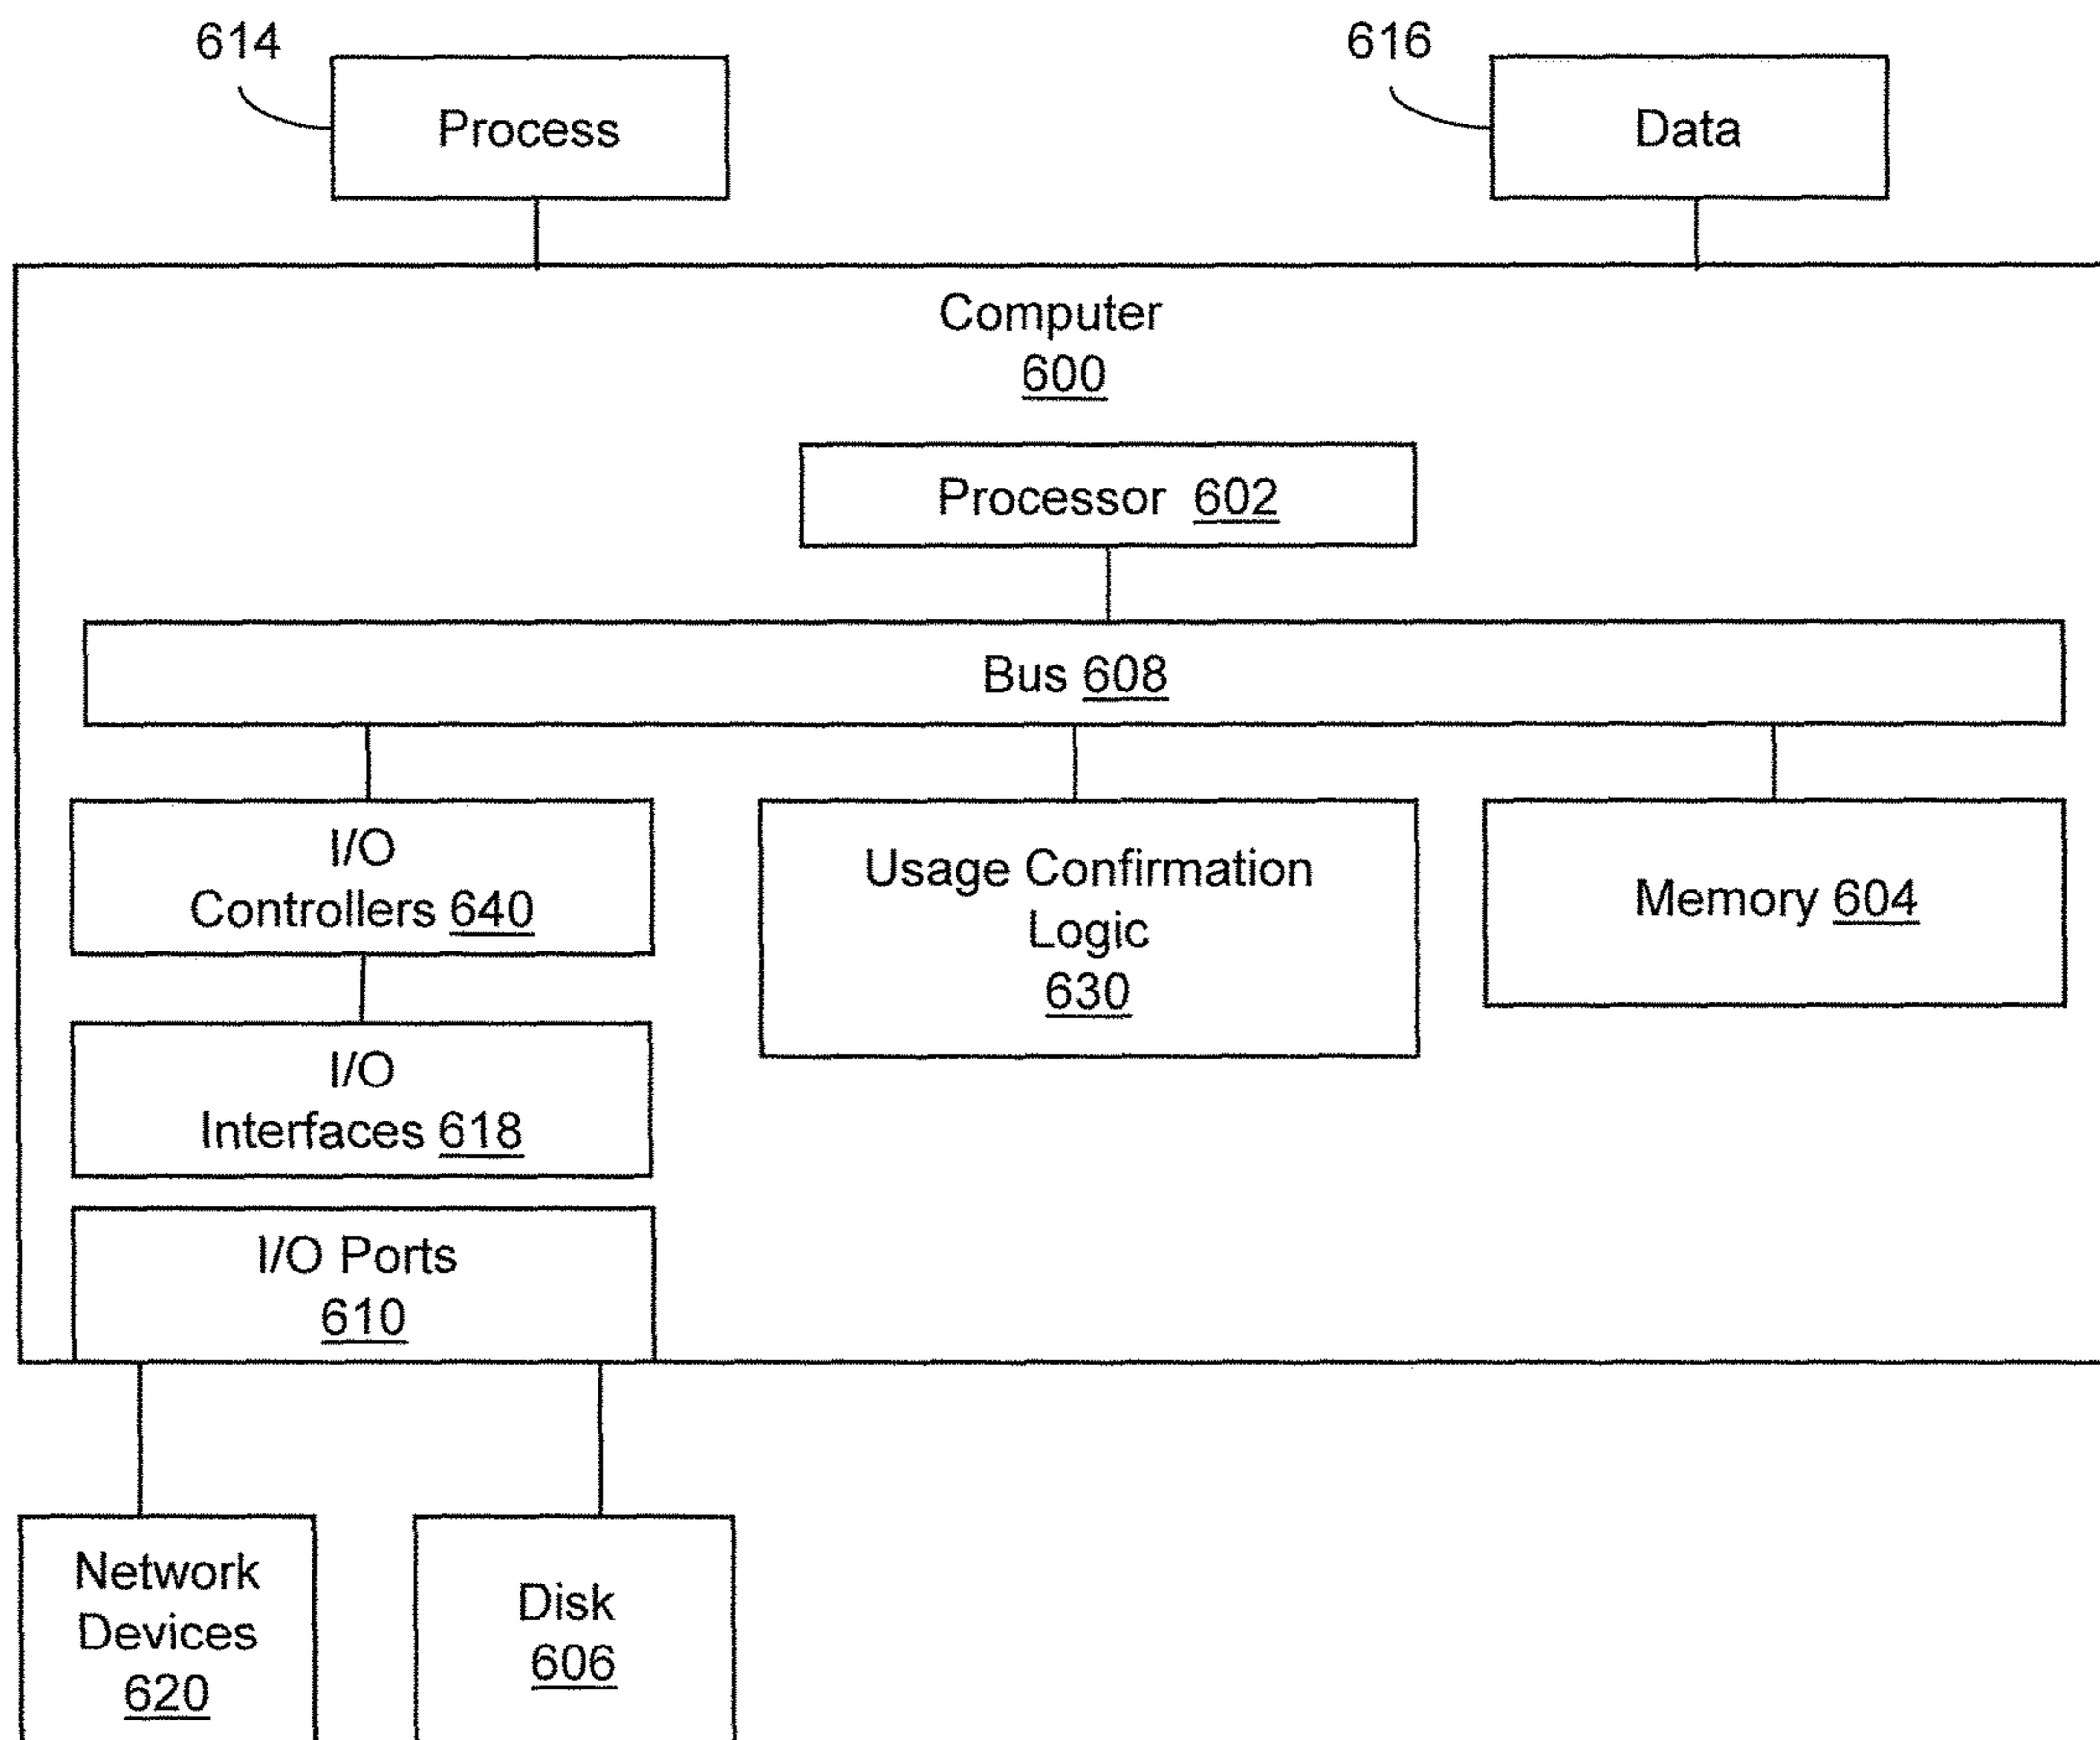 614
Process
616
Data
Computer
600
Processor 602
Bus 608
I/O
Controllers 640
Usage Confirmation
Logic
630
Memory 604
I/O
Interfaces 618
I/O Ports
610
Network
Devices
620
Disk
606